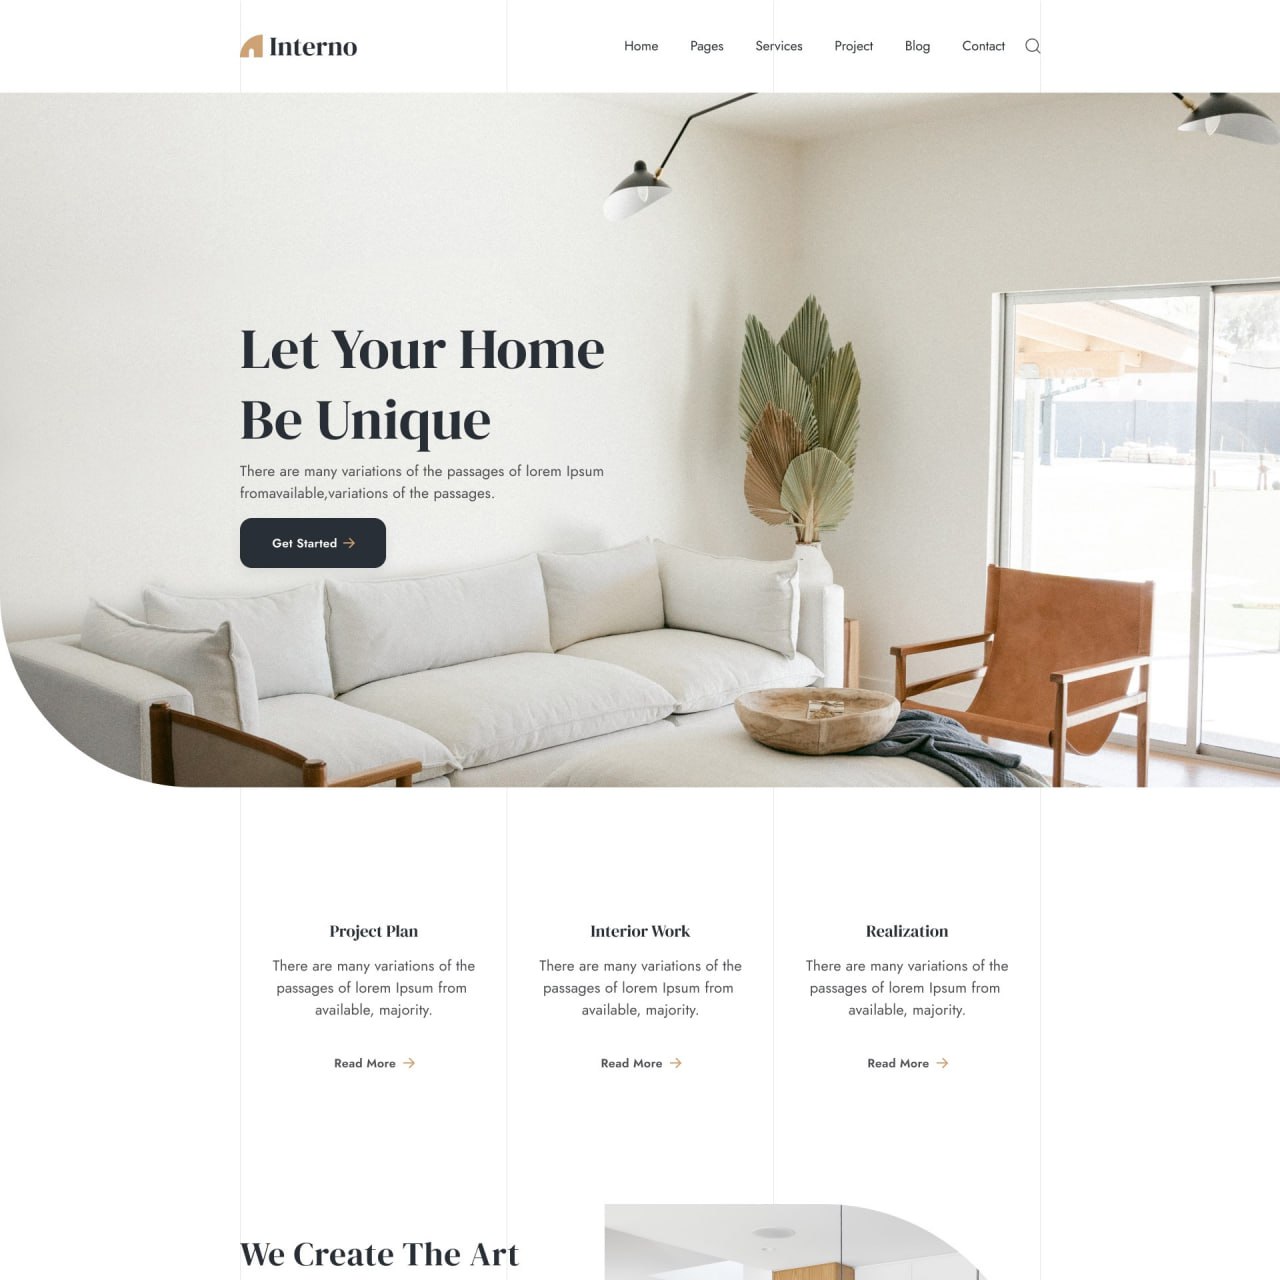 Interno
Home Pages Services Project Blog Contact
Let Your Home
Be Unique
There are many variations of the passages of lorem Ipsum
fromavailable,variations of the passages.
Get Started
Project Plan
There are many variations of the
passages of lorem Ipsum from
available, majority.
Read More
Interior Work
There are many variations of the
passages of lorem Ipsum from
available, majority.
Read More
Realization
There are many variations of the
passages of lorem Ipsum from
available, majority.
Read More
We Create The Art